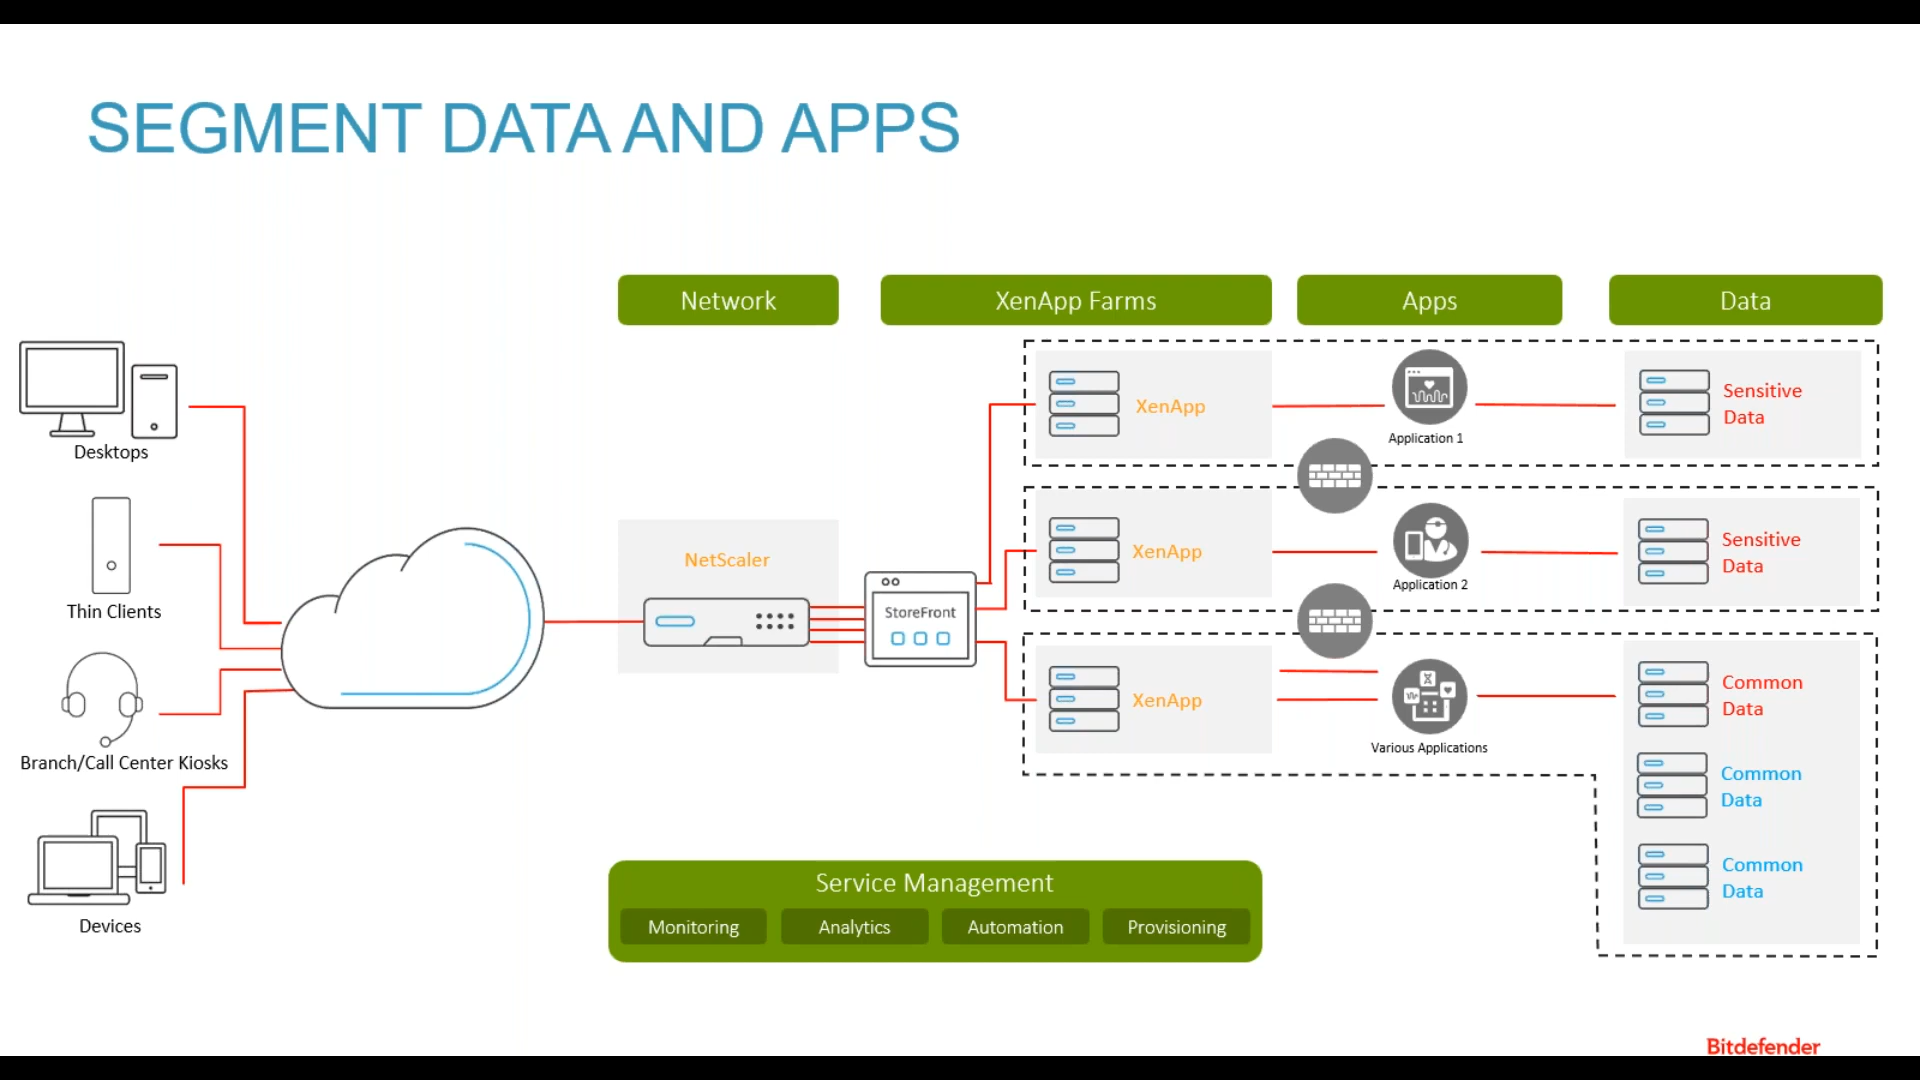 SEGMENT DATA AND APPS
Network
XenApp Farms
Apps
Data
Desktops
Thin Clients
Branch/Call Center Kiosks
Devices
NetScaler
StoreFront
XenApp
Application 1
Sensitive
Data
XenApp
Application 2
Sensitive
Data
XenApp
Various Applications
Common
Data
Common
Data
Common
Data
Service Management
Monitoring
Analytics
Automation
Provisioning
Bitdefender